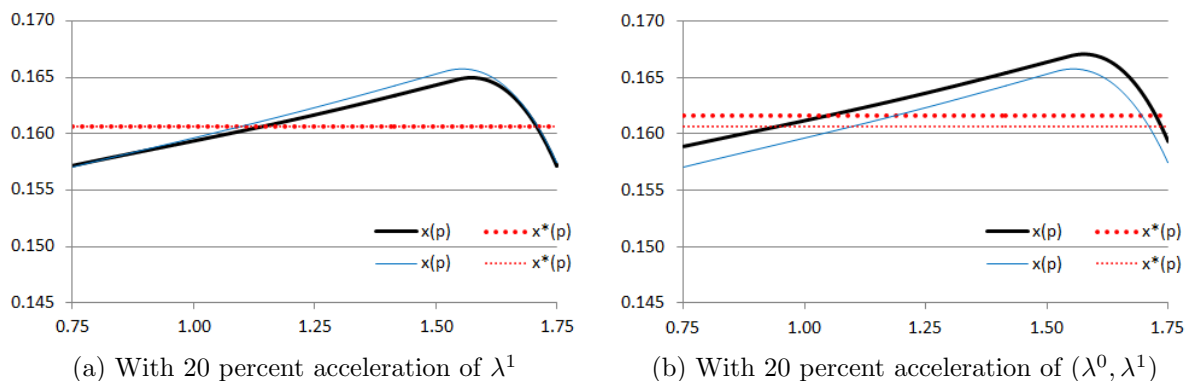 0.170
0.165
0.160
0.155
0.150
0.145
0.75 1.00 1.25 1.50 1.75
x(p) x*(p)
x(p) x*(p)
(a) With 20 percent acceleration of λ¹
0.170
0.165
0.160
0.155
0.150
0.145
0.75 1.00 1.25 1.50 1.75
x(p) x*(p)
x(p) x*(p)
(b) With 20 percent acceleration of (λ⁰, λ¹)